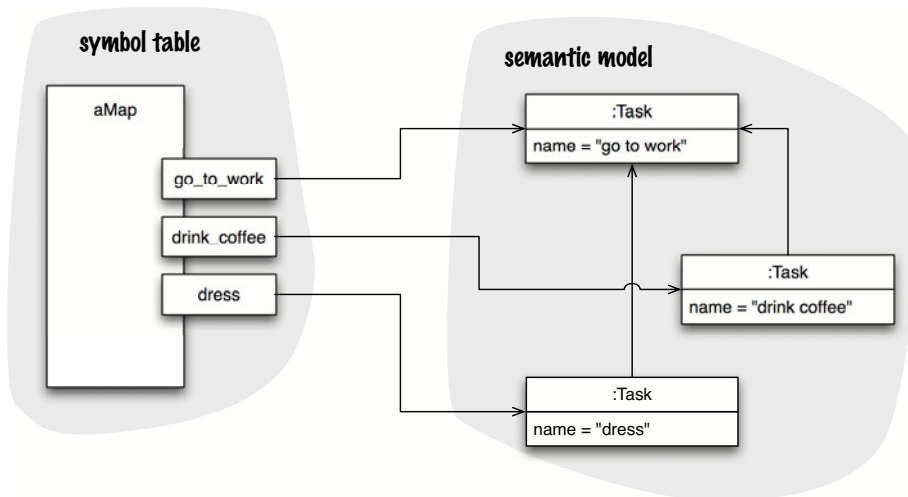 symbol table
aMap
go_to_work
drink_coffee
dress
semantic model
:Task
name = "go to work"
:Task
name = "drink coffee"
:Task
name = "dress"